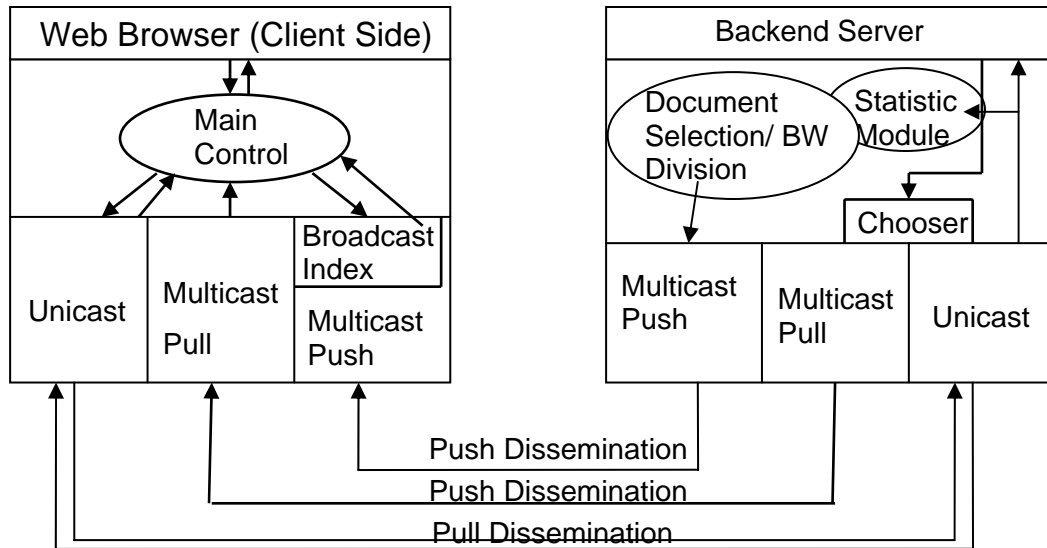 Web Browser (Client Side)
Main
Control
Broadcast
Index
Unicast
Multicast
Pull
Multicast
Push
Backend Server
Document
Selection/ BW
Division
Statistic
Module
Chooser
Multicast
Push
Multicast
Pull
Unicast
Push Dissemination
Push Dissemination
Pull Dissemination